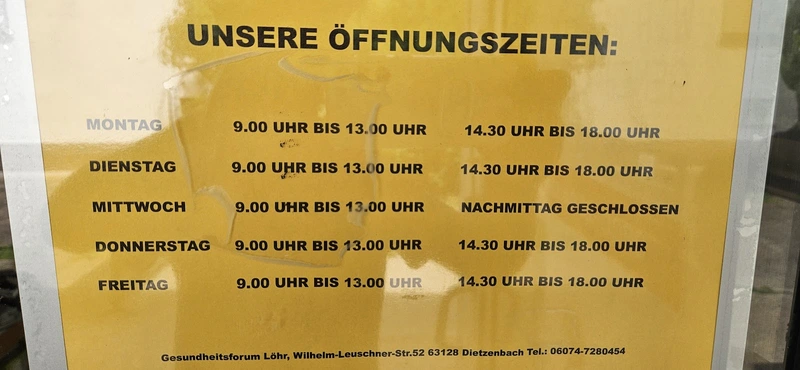 UNSERE ÖFFNUNGSZEITEN:
MONTAG 9.00 UHR BIS 13.00 UHR 14.30 UHR BIS 18.00 UHR
DIENSTAG 9.00 UHR BIS 13.00 UHR 14.30 UHR BIS 18.00 UHR
MITTWOCH 9.00 UHR BIS 13.00 UHR NACHMITTAG GESCHLOSSEN
DONNERSTAG 9.00 UHR BIS 13.00 UHR 14.30 UHR BIS 18.00 UHR
FREITAG 9.00 UHR BIS 13.00 UHR 14.30 UHR BIS 18.00 UHR
Gesundheitsforum Löhr, Wilhelm-Leuschner-Str.52 63128 Dietzenbach Tel.: 06074-7280454